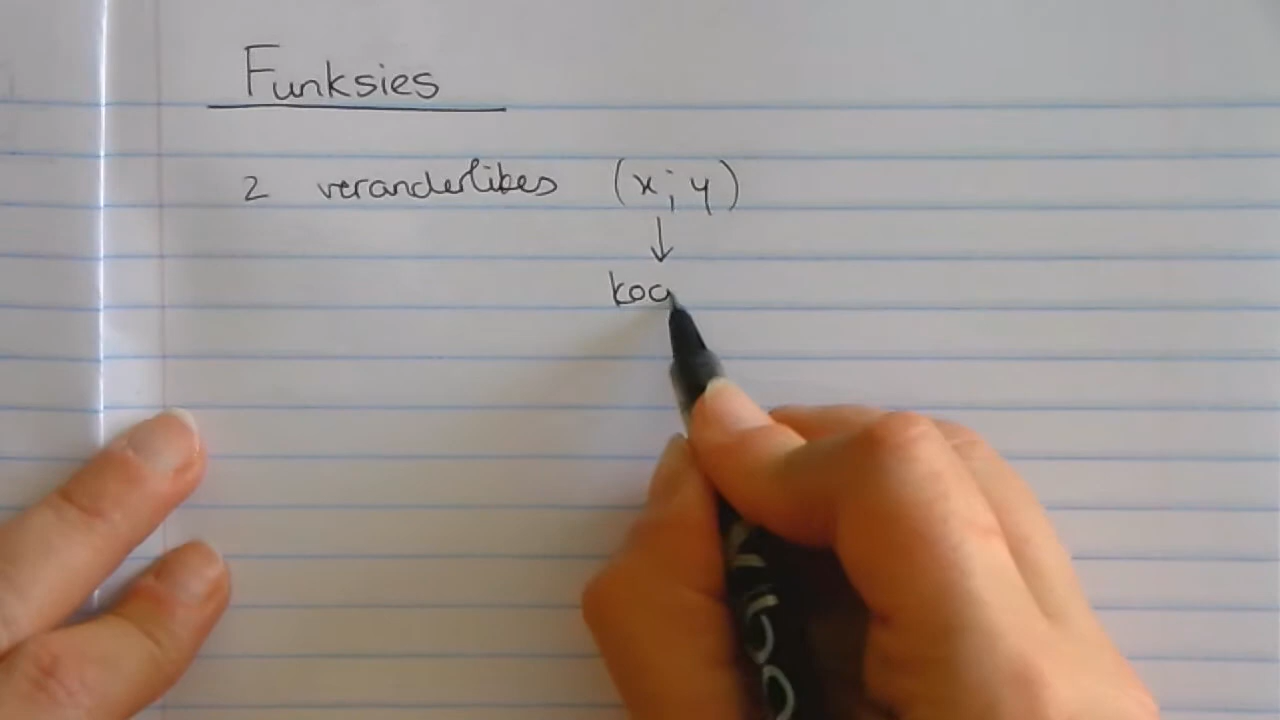 Funksies
2 veranderlikes (x; y)
↓
koo